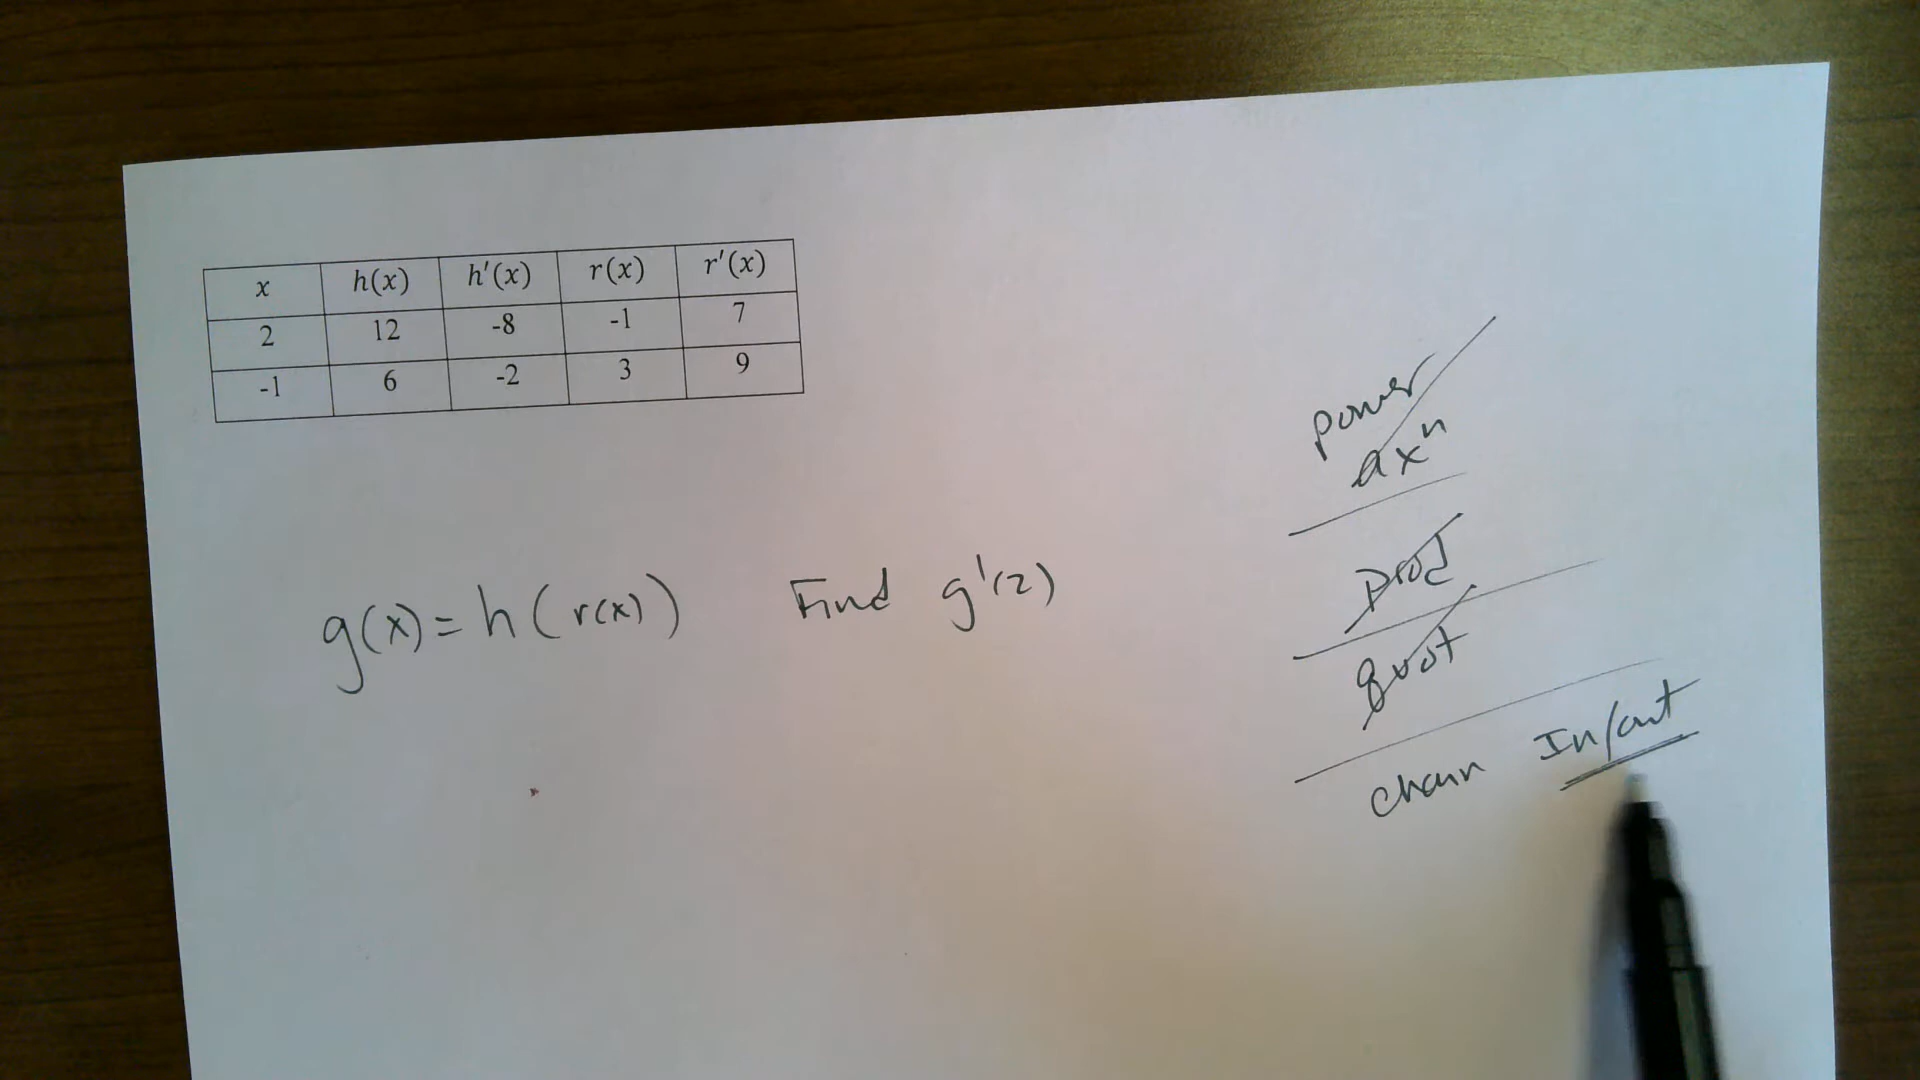 x h(x) h′(x) r(x) r′(x)
2 12 -8 -1 7
-1 6 -2 3 9
g(x) = h(r(x)) Find g'(2)
power
ax^n
prod
quot
chain In/out